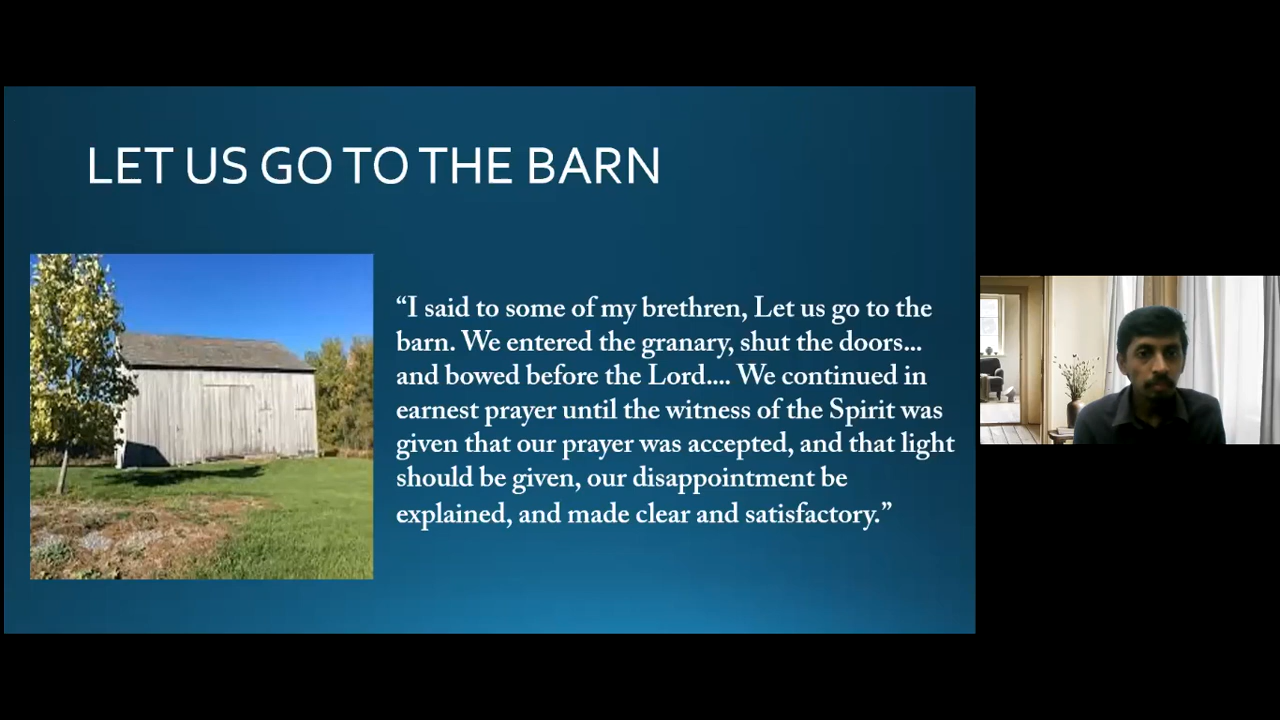 LET US GO TO THE BARN
“I said to some of my brethren, Let us go to the
barn. We entered the granary, shut the doors...
and bowed before the Lord.... We continued in
earnest prayer until the witness of the Spirit was
given that our prayer was accepted, and that light
should be given, our disappointment be
explained, and made clear and satisfactory.”